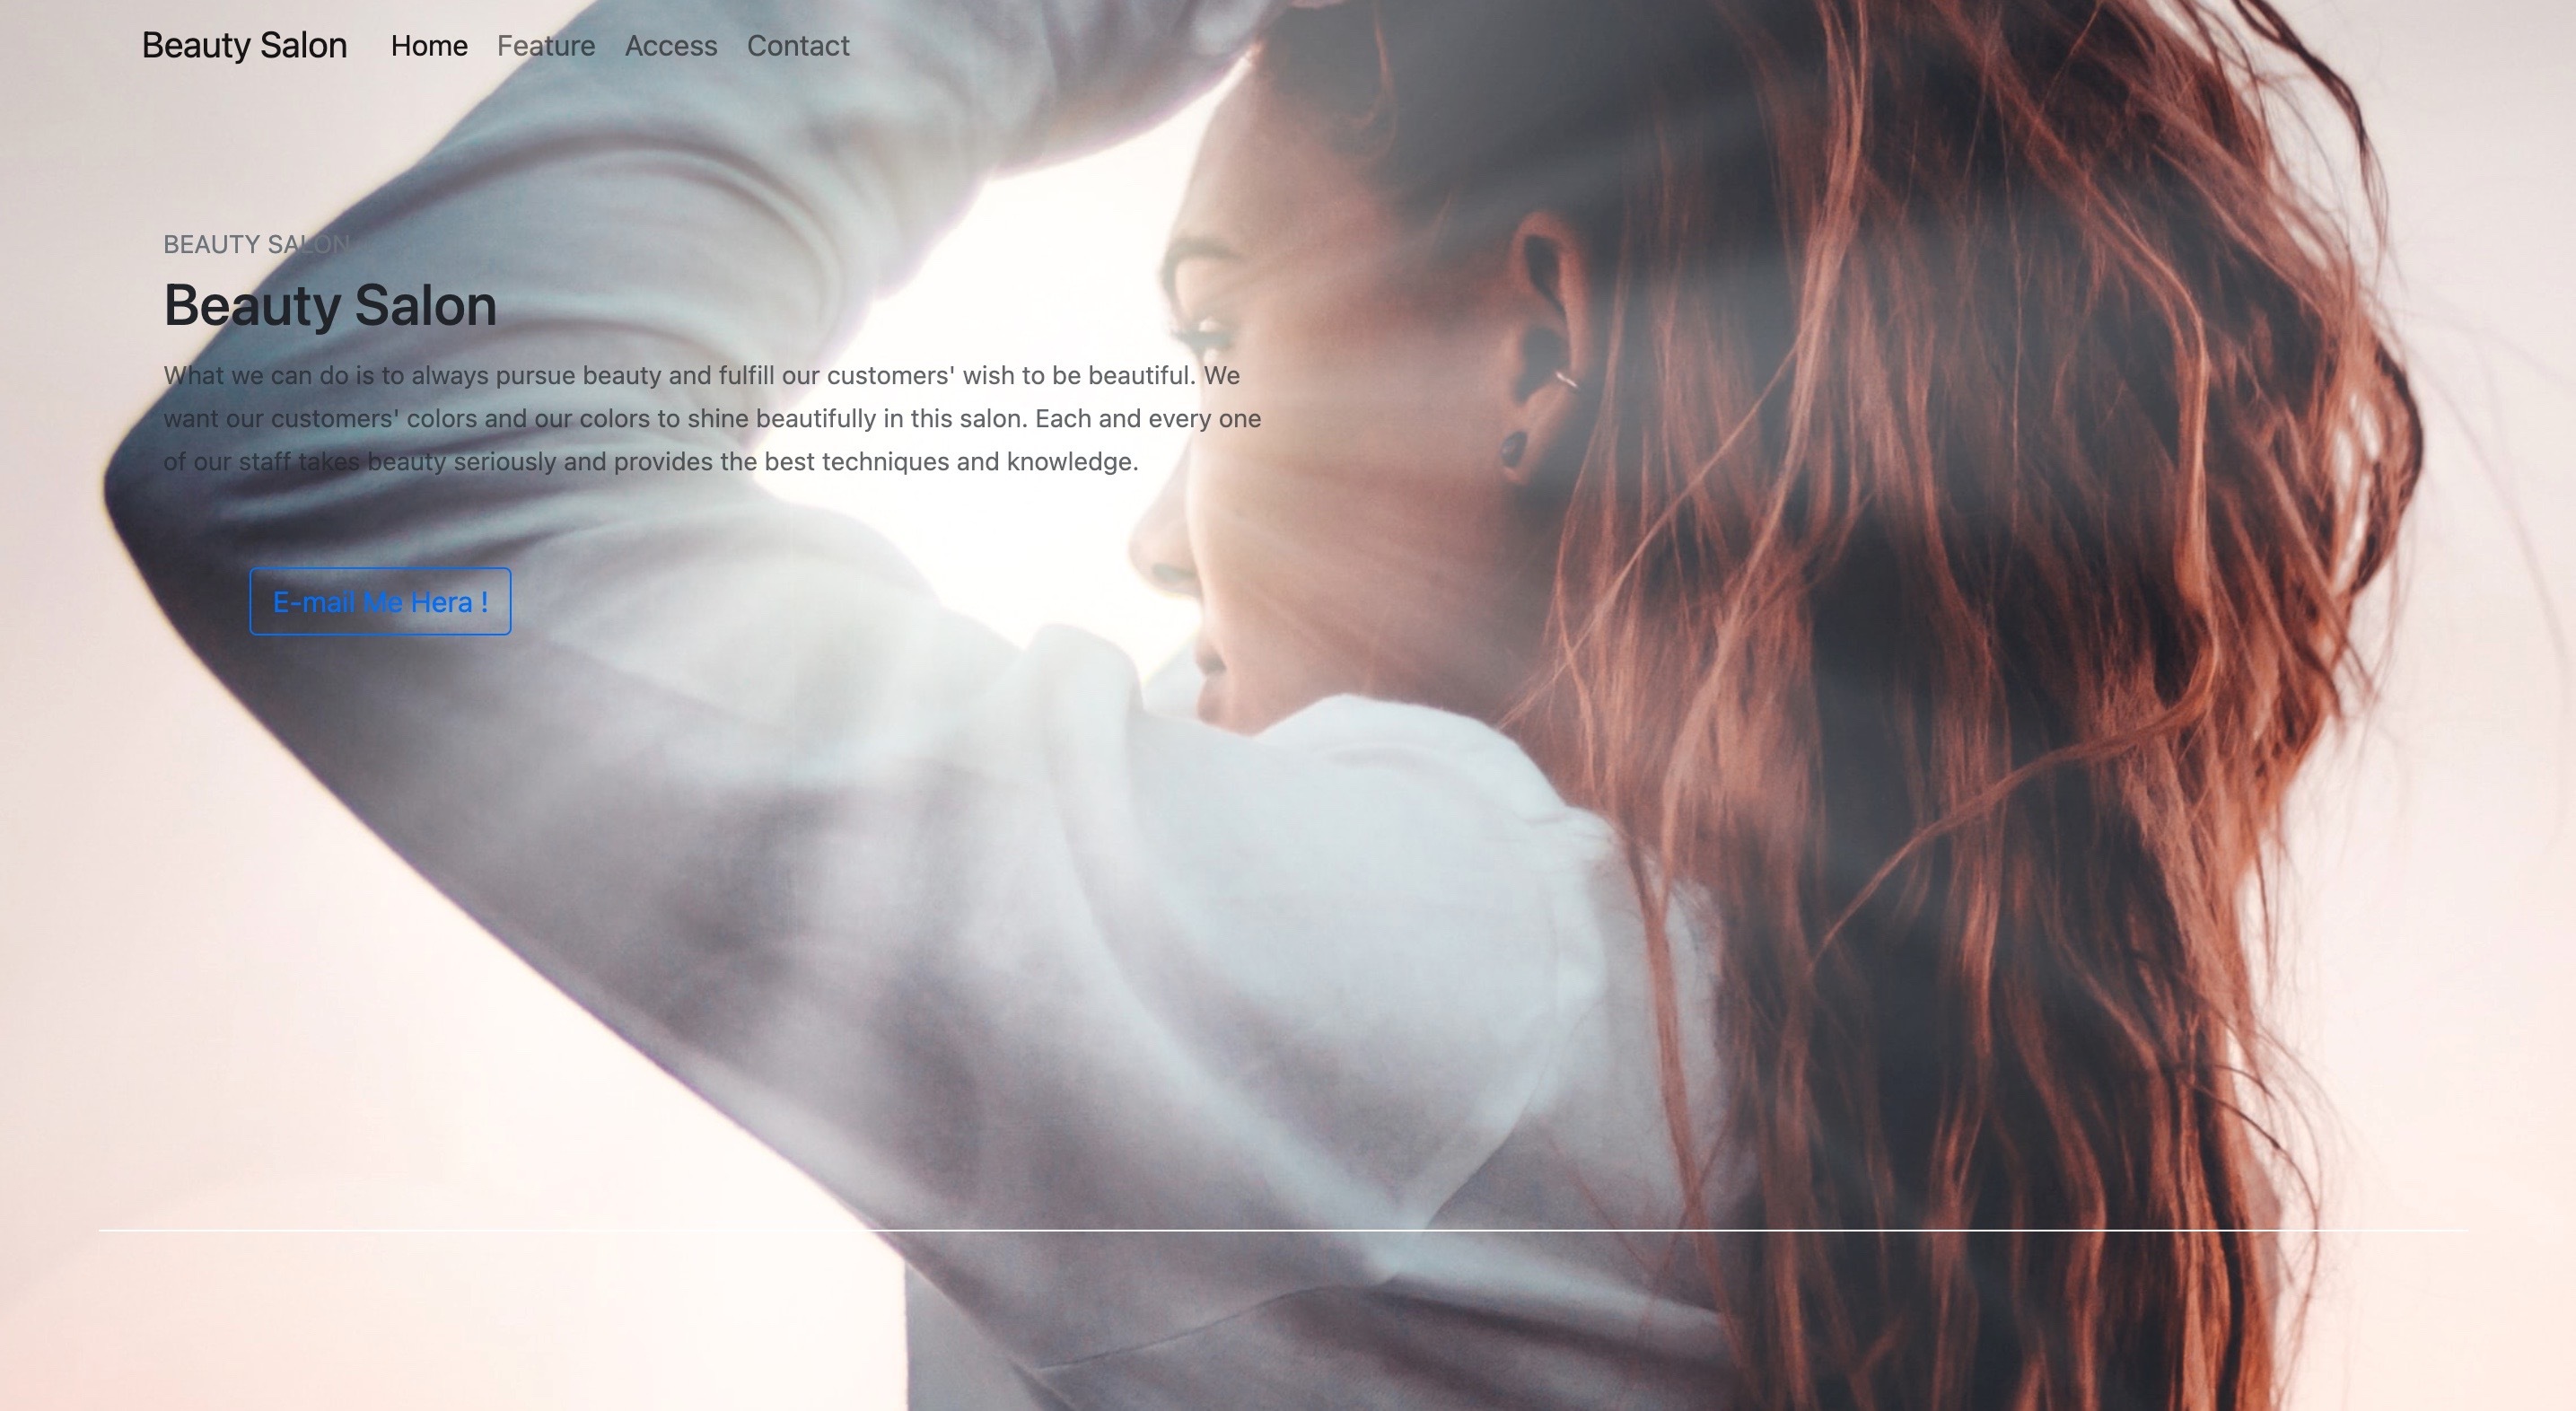 Beauty Salon Home Feature Access Contact
BEAUTY SALON
Beauty Salon
What we can do is to always pursue beauty and fulfill our customers' wish to be beautiful. We
want our customers' colors and our colors to shine beautifully in this salon. Each and every one
of our staff takes beauty seriously and provides the best techniques and knowledge.
E-mail Me Hera !